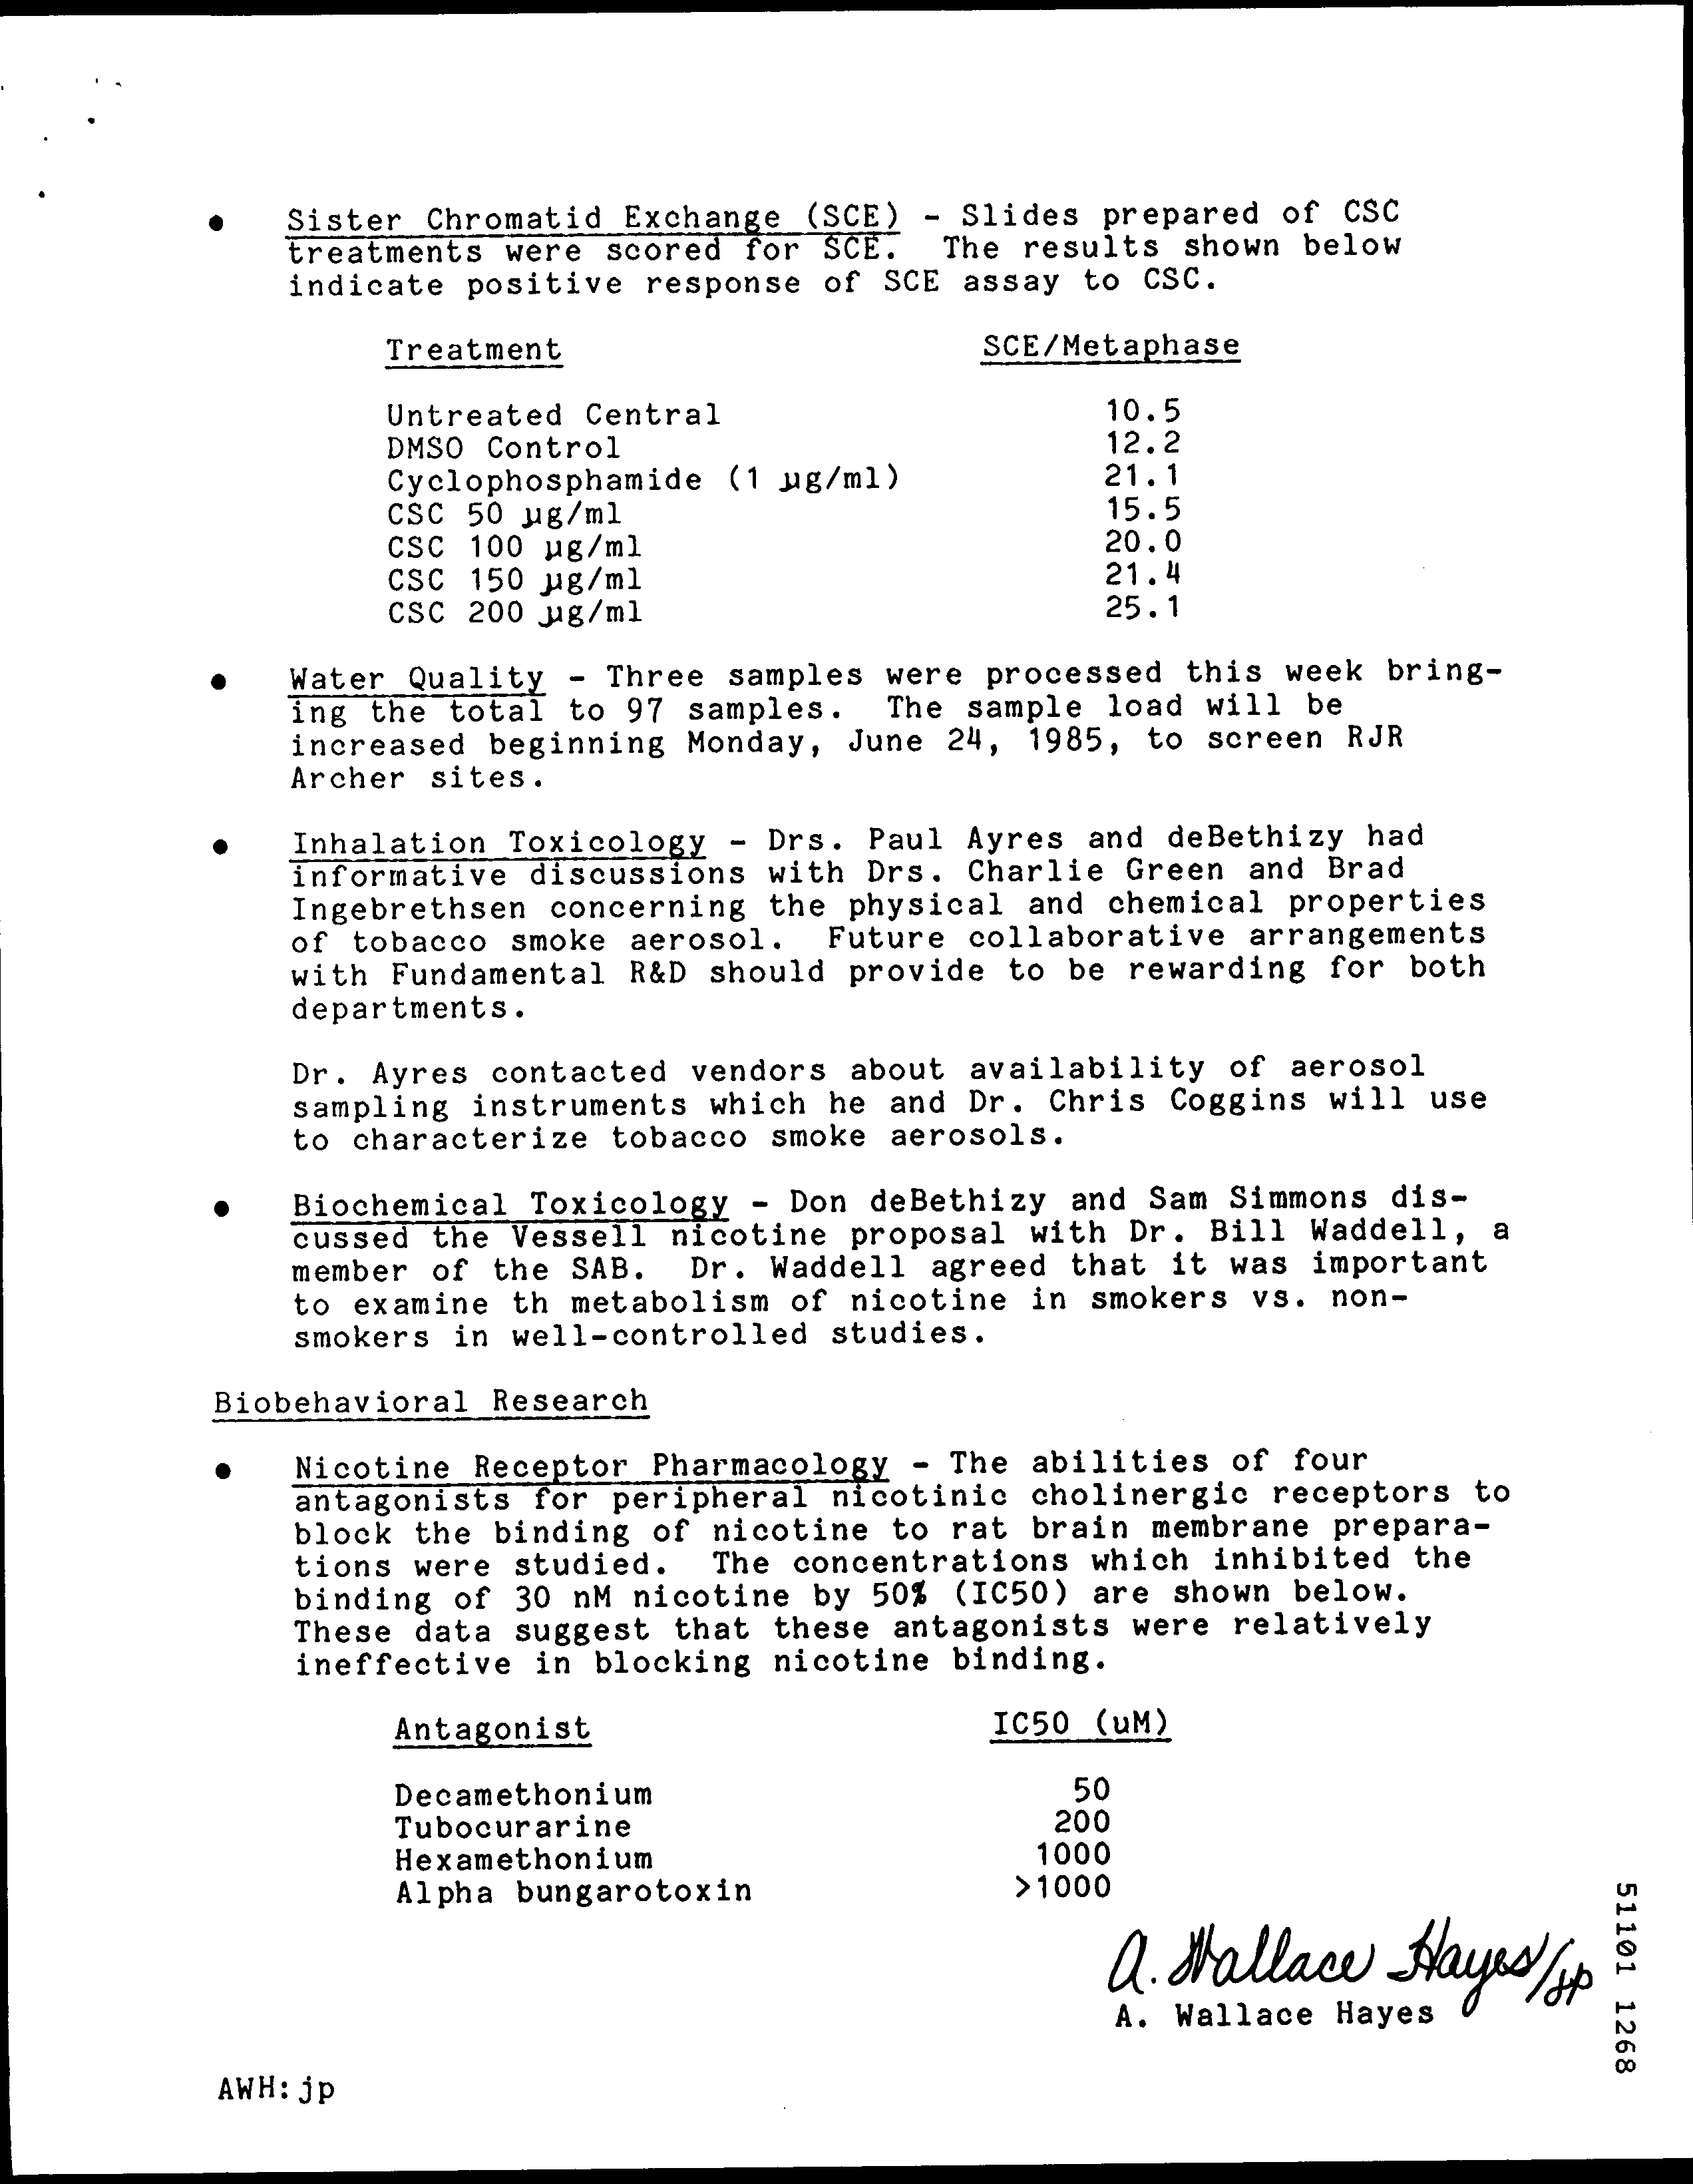 • Sister Chromatid Exchange (SCE) - Slides prepared of CSC
treatments were scored for SCE. The results shown below
indicate positive response of SCE assay to CSC.
Treatment SCE/Metaphase
Untreated Central 10.5
DMSO Control 12.2
Cyclophosphamide (1 µg/ml) 21.1
CSC 50 µg/ml 15.5
CSC 100 µg/ml 20.0
CSC 150 µg/ml 21.4
CSC 200 µg/ml 25.1
• Water Quality - Three samples were processed this week bring-
ing the total to 97 samples. The sample load will be
increased beginning Monday, June 24, 1985, to screen RJR
Archer sites.
• Inhalation Toxicology - Drs. Paul Ayres and deBethizy had
informative discussions with Drs. Charlie Green and Brad
Ingebrethsen concerning the physical and chemical properties
of tobacco smoke aerosol. Future collaborative arrangements
with Fundamental R&D should provide to be rewarding for both
departments.
Dr. Ayres contacted vendors about availability of aerosol
sampling instruments which he and Dr. Chris Coggins will use
to characterize tobacco smoke aerosols.
• Biochemical Toxicology - Don deBethizy and Sam Simmons dis-
cussed the Vessell nicotine proposal with Dr. Bill Waddell, a
member of the SAB. Dr. Waddell agreed that it was important
to examine th metabolism of nicotine in smokers vs. non-
smokers in well-controlled studies.
Biobehavioral Research
• Nicotine Receptor Pharmacology - The abilities of four
antagonists for peripheral nicotinic cholinergic receptors to
block the binding of nicotine to rat brain membrane prepara-
tions were studied. The concentrations which inhibited the
binding of 30 nM nicotine by 50% (IC50) are shown below.
These data suggest that these antagonists were relatively
ineffective in blocking nicotine binding.
Antagonist IC50 (uM)
Decamethonium 50
Tubocurarine 200
Hexamethonium 1000
Alpha bungarotoxin >1000
A. Wallace Hayes/jp
A. Wallace Hayes
AWH:jp
51101 1268